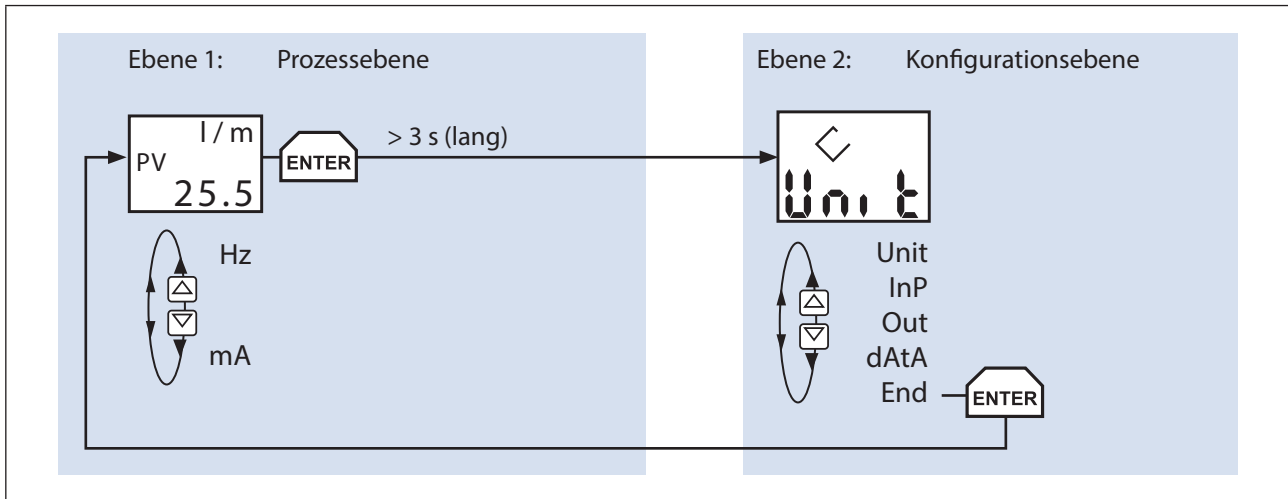 Ebene 1: Prozessebene
l / m
PV
25.5
ENTER
> 3 s (lang)
Hz
mA
Ebene 2: Konfigurationsebene
Unit
Unit
InP
Out
dAtA
End
ENTER